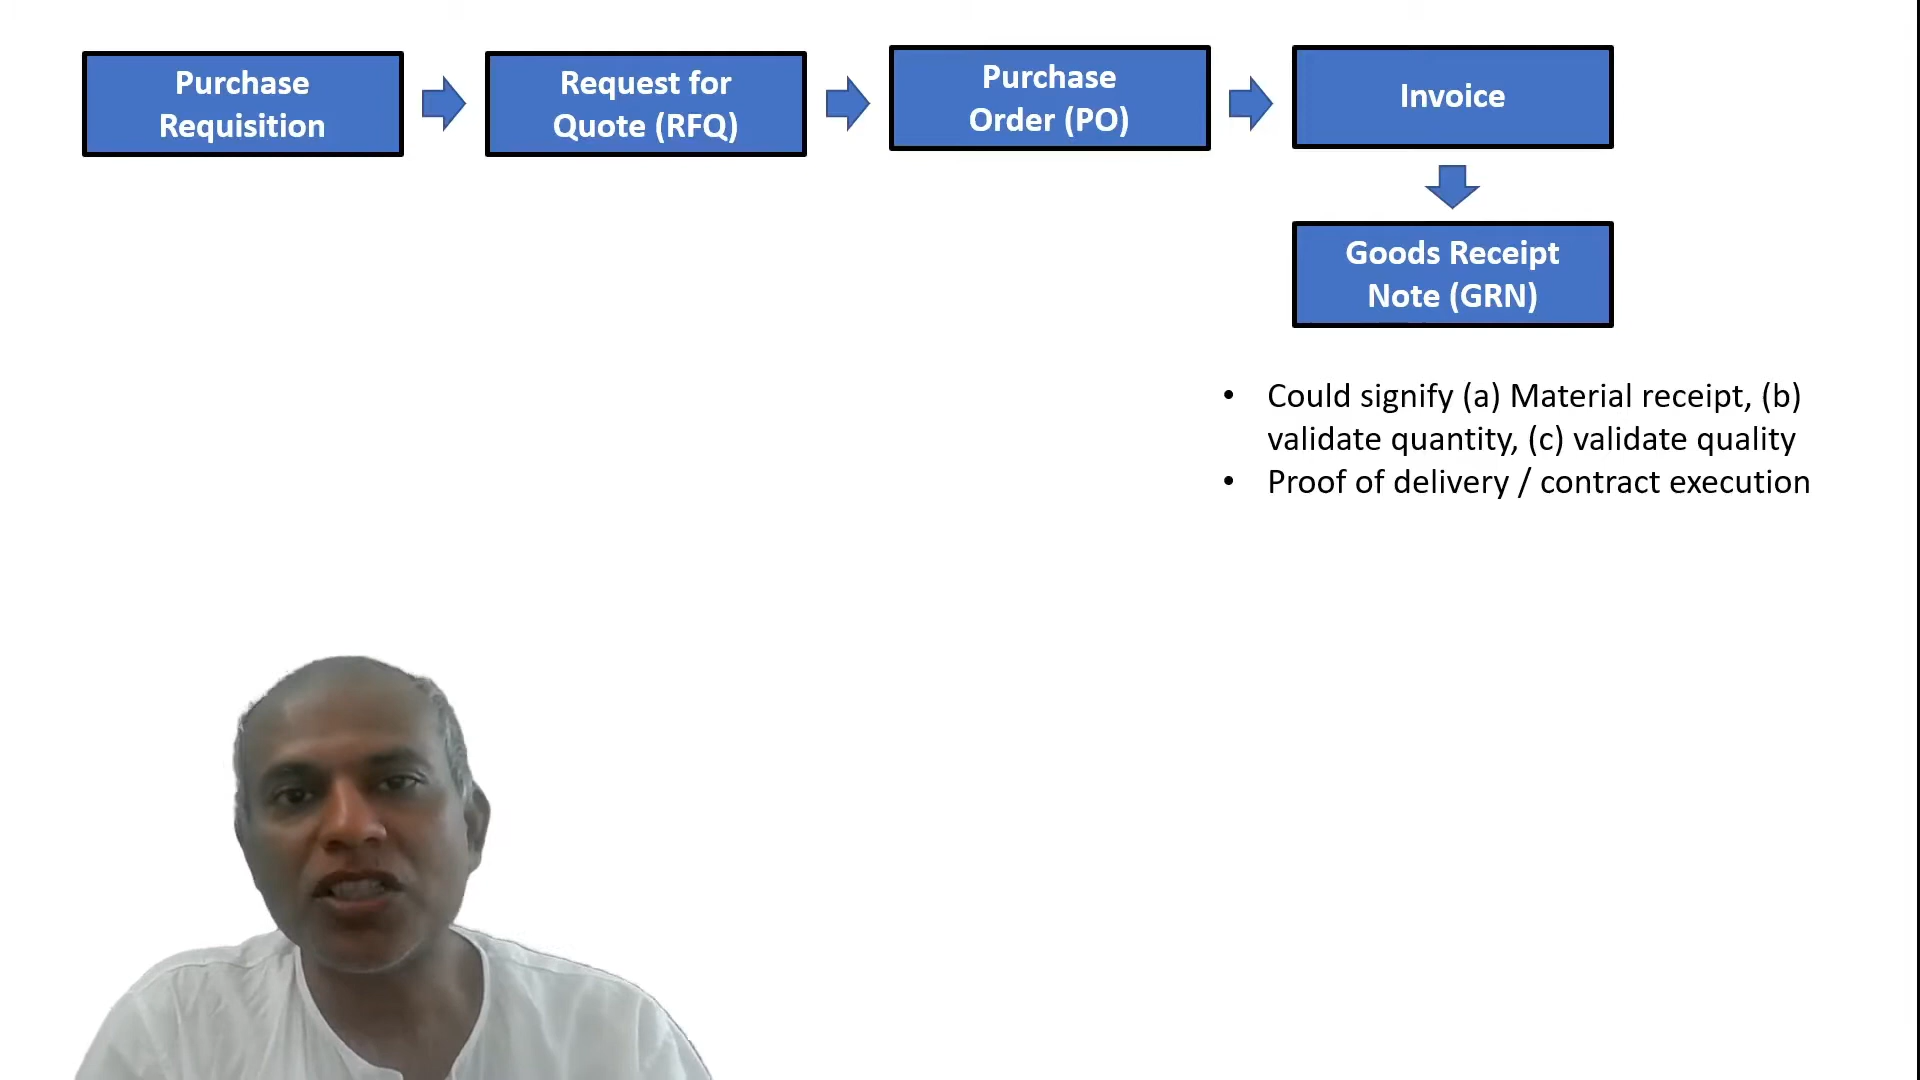 Purchase
Requisition
Request for
Quote (RFQ)
Purchase
Order (PO)
Invoice
Goods Receipt
Note (GRN)
• Could signify (a) Material receipt, (b)
validate quantity, (c) validate quality
• Proof of delivery / contract execution